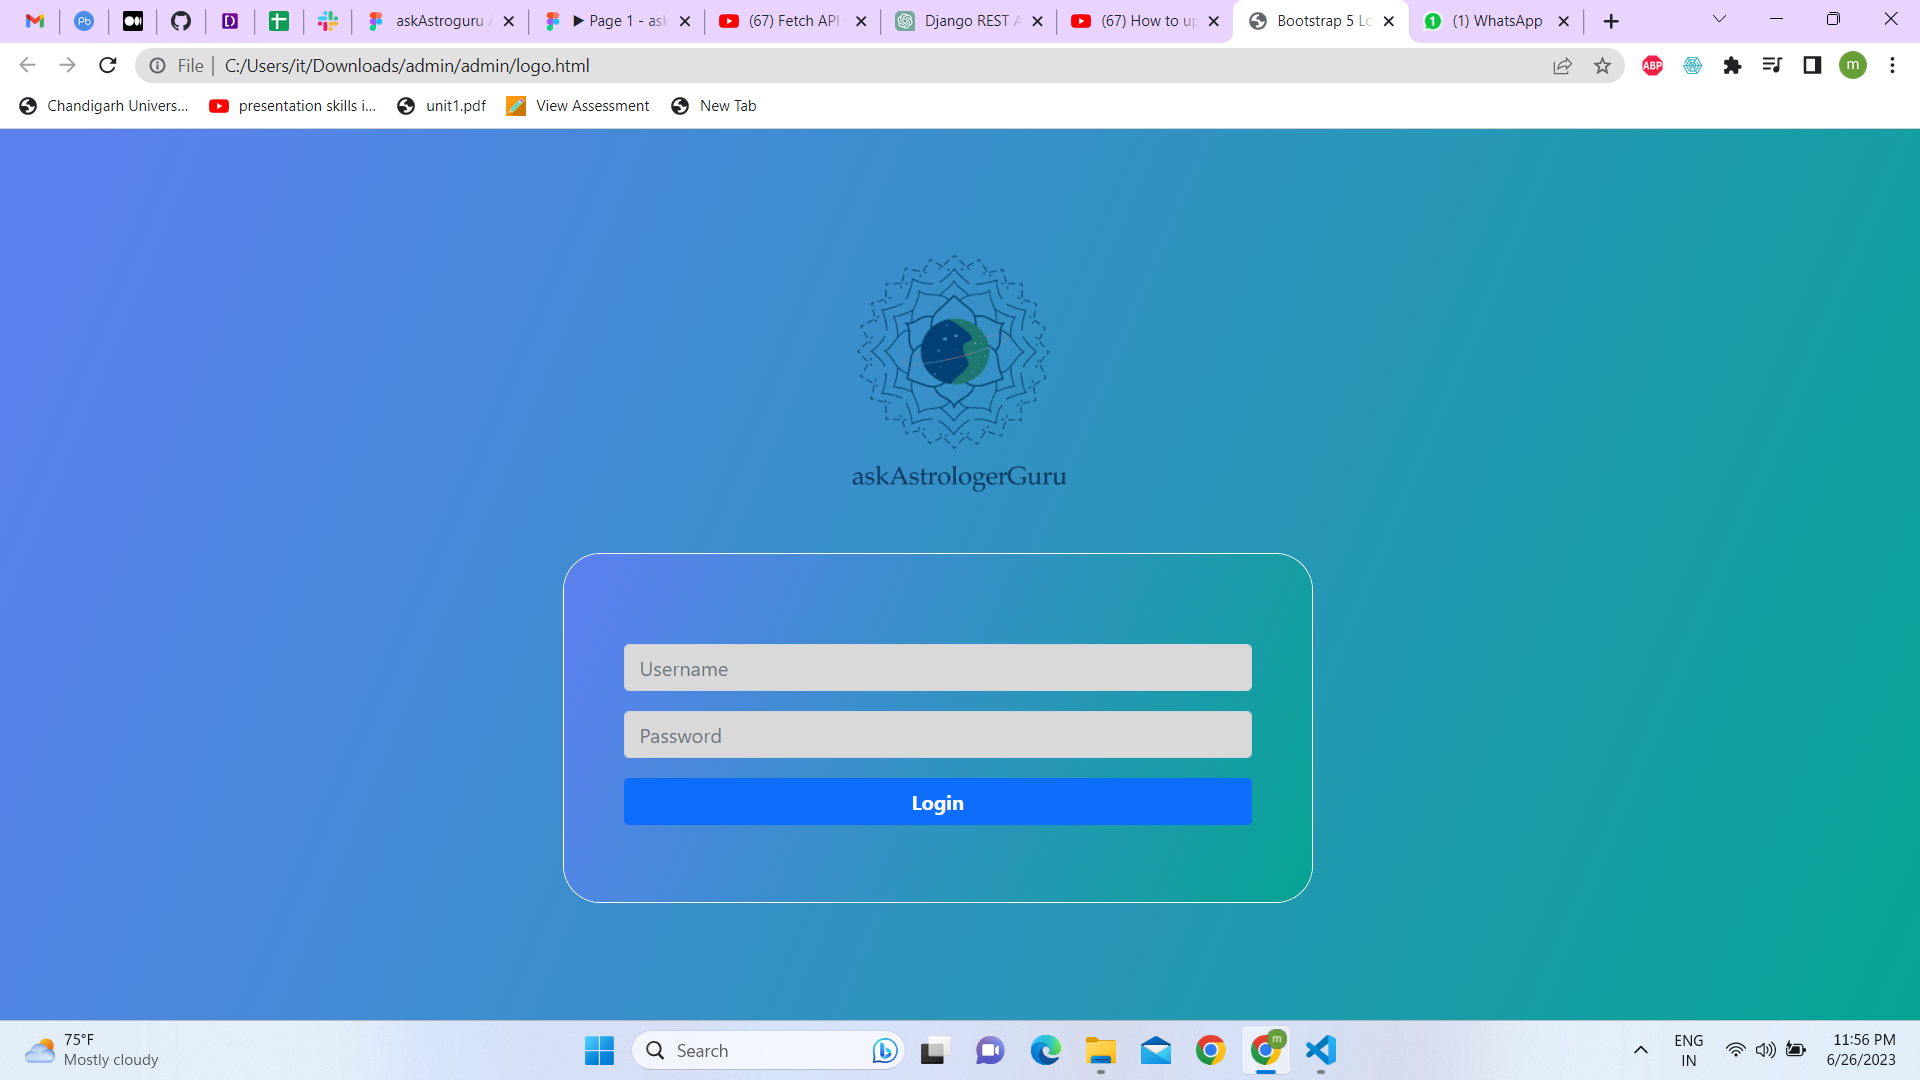 askAstroguru A
▶ Page 1 - ask
(67) Fetch API
Django REST A
(67) How to up
Bootstrap 5 Lo
1
(1) WhatsApp
File
C:/Users/it/Downloads/admin/admin/logo.html
ABP
m
Chandigarh Univers...
presentation skills i...
unit1.pdf
View Assessment
New Tab
askAstrologerGuru
Username
Password
Login
75°F
Mostly cloudy
Search
m
ENG
IN
11:56 PM
6/26/2023